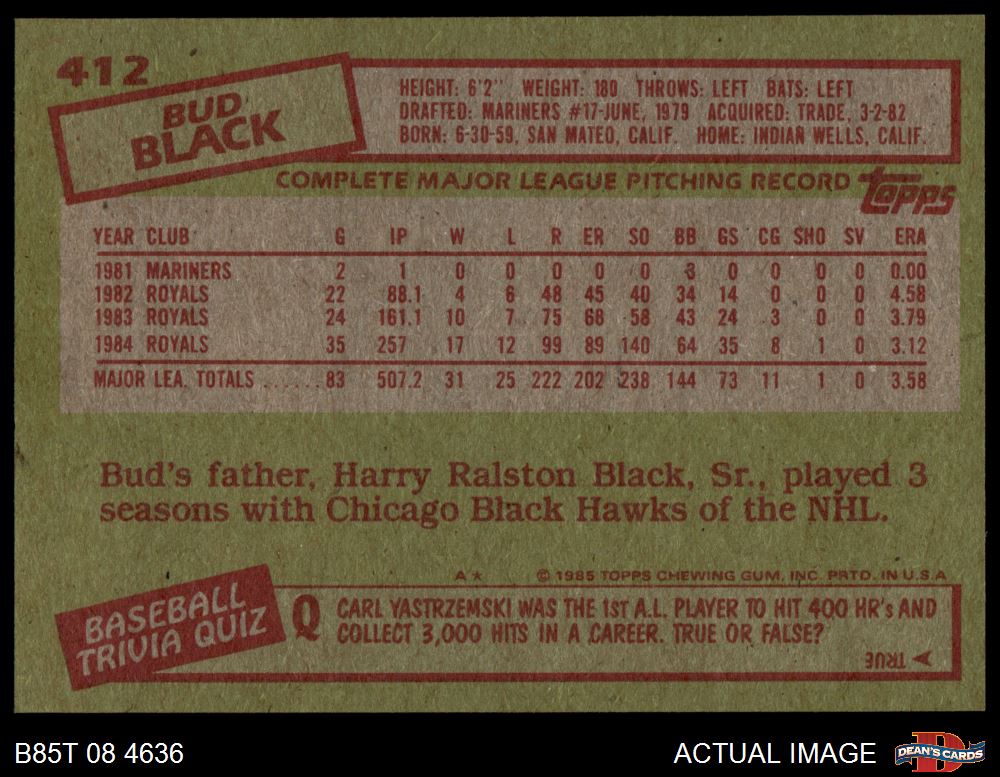 412
BUD
BLACK
HEIGHT: 6'2" WEIGHT: 180 THROWS: LEFT BATS: LEFT
DRAFTED: MARINERS #17-JUNE, 1979 ACQUIRED: TRADE, 3-2-82
BORN: 6-30-59, SAN MATEO, CALIF. HOME: INDIAN WELLS, CALIF.
COMPLETE MAJOR LEAGUE PITCHING RECORD Topps
YEAR CLUB G IP W L R ER SO BB GS CG SHO SV ERA
1981 MARINERS 2 1 0 0 0 0 0 3 0 0 0 0 0.00
1982 ROYALS 22 88.1 4 6 48 45 40 34 14 0 0 0 4.58
1983 ROYALS 24 161.1 10 7 75 68 58 43 24 3 0 0 3.79
1984 ROYALS 35 257 17 12 99 89 140 64 35 8 1 0 3.12
MAJOR LEA. TOTALS ...... 83 507.2 31 25 222 202 238 144 73 11 1 0 3.58
Bud's father, Harry Ralston Black, Sr., played 3
seasons with Chicago Black Hawks of the NHL.
A* © 1985 TOPPS CHEWING GUM, INC. PRTD. IN U.S.A
BASEBALL
TRIVIA QUIZ
Q CARL YASTRZEMSKI WAS THE 1st A.L. PLAYER TO HIT 400 HR's AND
COLLECT 3,000 HITS IN A CAREER. TRUE OR FALSE?
TRUE
B85T 08 4636 ACTUAL IMAGE DEAN'S CARDS